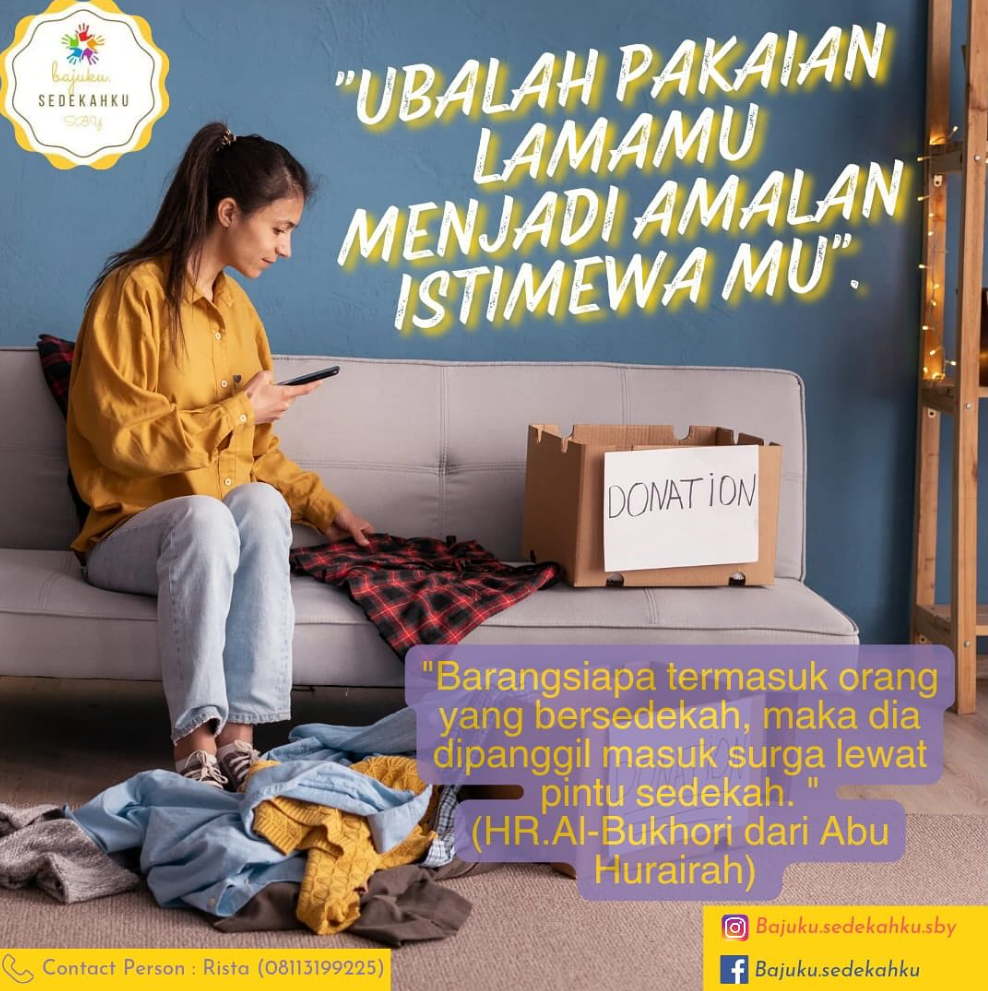 bajuku.
SEDEKAHKU
SBY
"UBALAH PAKAIAN
LAMAMU
MENJADI AMALAN
ISTIMEWA MU".
DONATION
"Barangsiapa termasuk orang
yang bersedekah, maka dia
dipanggil masuk surga lewat
pintu sedekah. "
(HR.Al-Bukhori dari Abu
Hurairah)
DONATION
Bajuku.sedekahku.sby
Contact Person : Rista (08113199225)
Bajuku.sedekahku